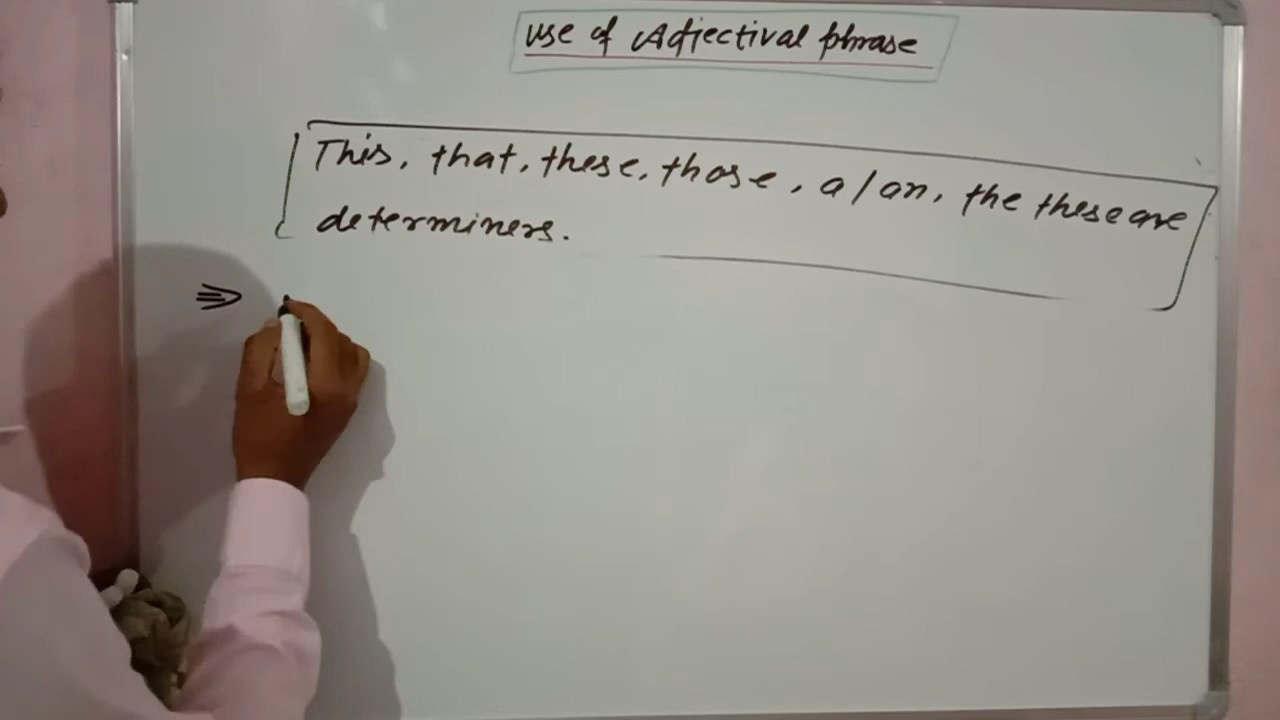 use of Adjectival phrase
This, that, these, those, a/an, the these are
determiners.